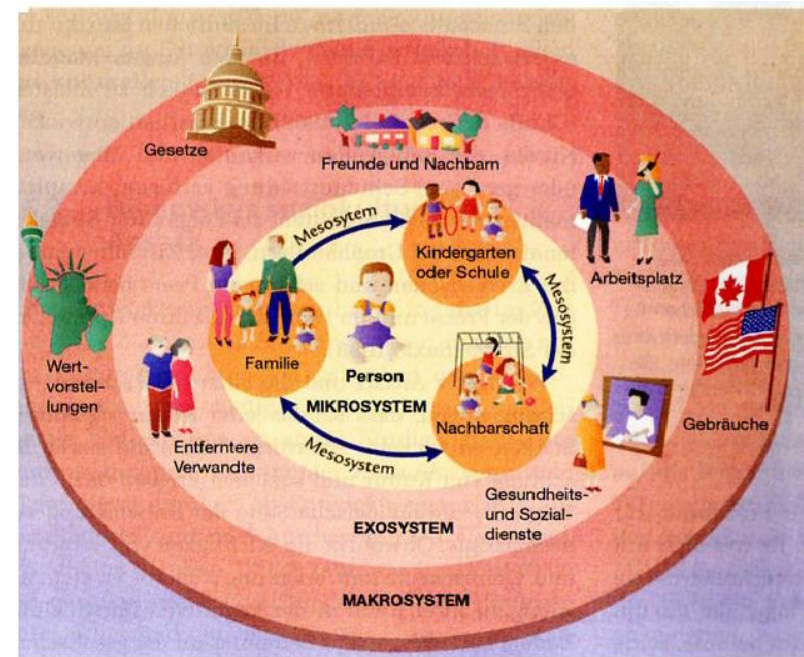 Gesetze
Freunde und Nachbarn
Mesosytem
Kindergarten
oder Schule
Arbeitsplatz
Mesosystem
Familie
Wert-
vorstel-
lungen
Person
MIKROSYSTEM
Nachbarschaft
Gebräuche
Entferntere
Verwandte
Mesosystem
Gesundheits-
und Sozial-
dienste
EXOSYSTEM
MAKROSYSTEM